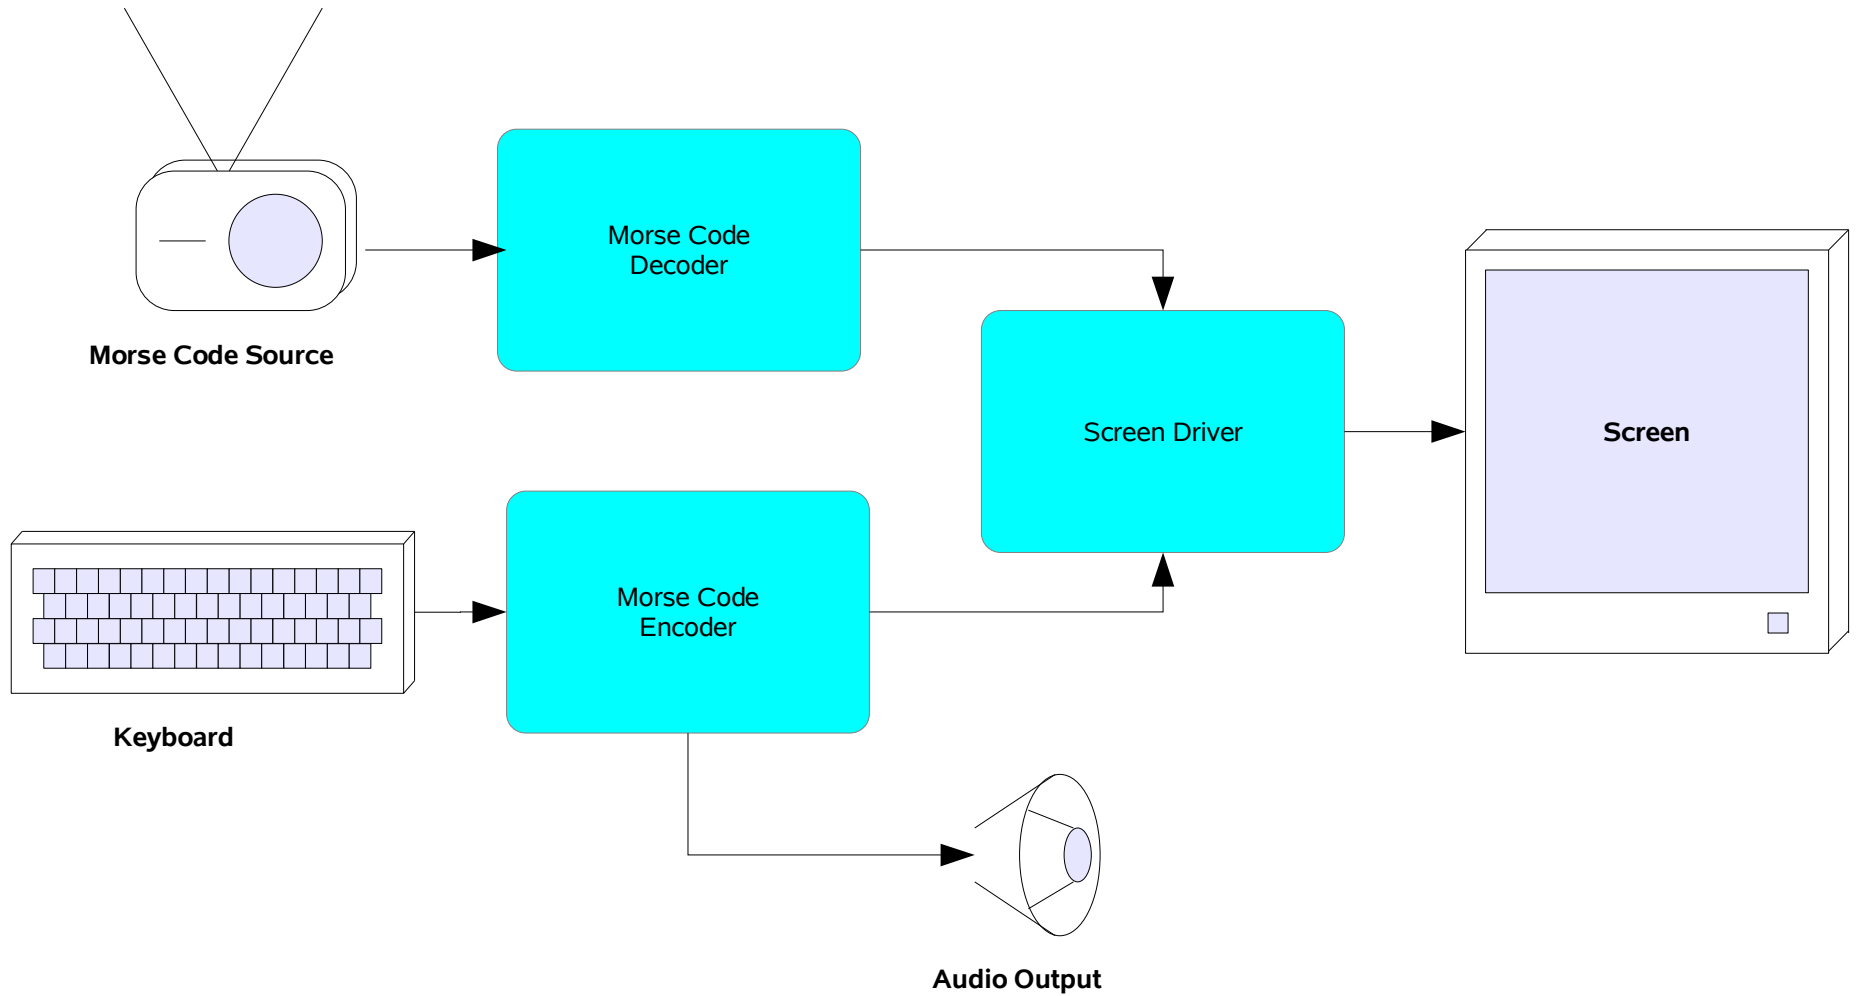 Morse Code
Decoder
Morse Code Source
Screen Driver
Screen
Morse Code
Encoder
Keyboard
Audio Output